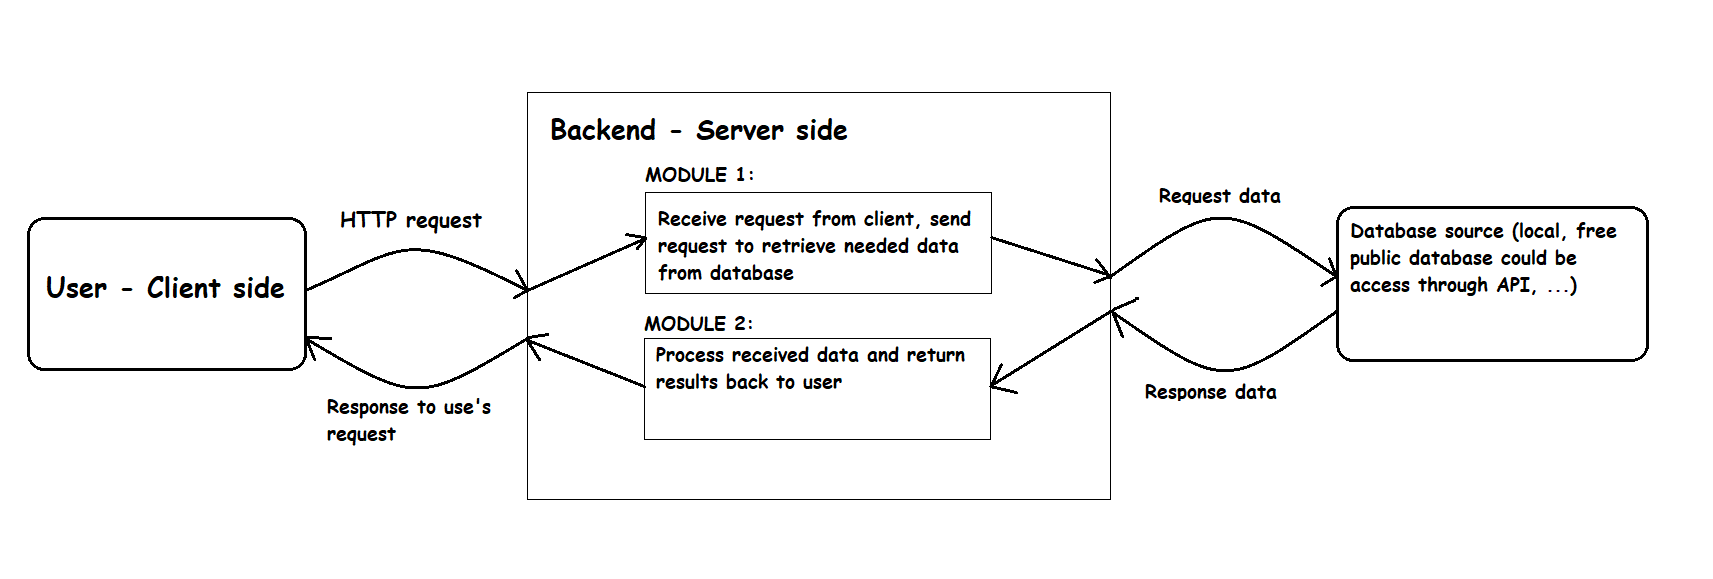 Backend - Server side
MODULE 1:
Receive request from client, send
request to retrieve needed data
from database
MODULE 2:
Process received data and return
results back to user
User - Client side
HTTP request
Response to use's
request
Request data
Response data
Database source (local, free
public database could be
access through API, ...)